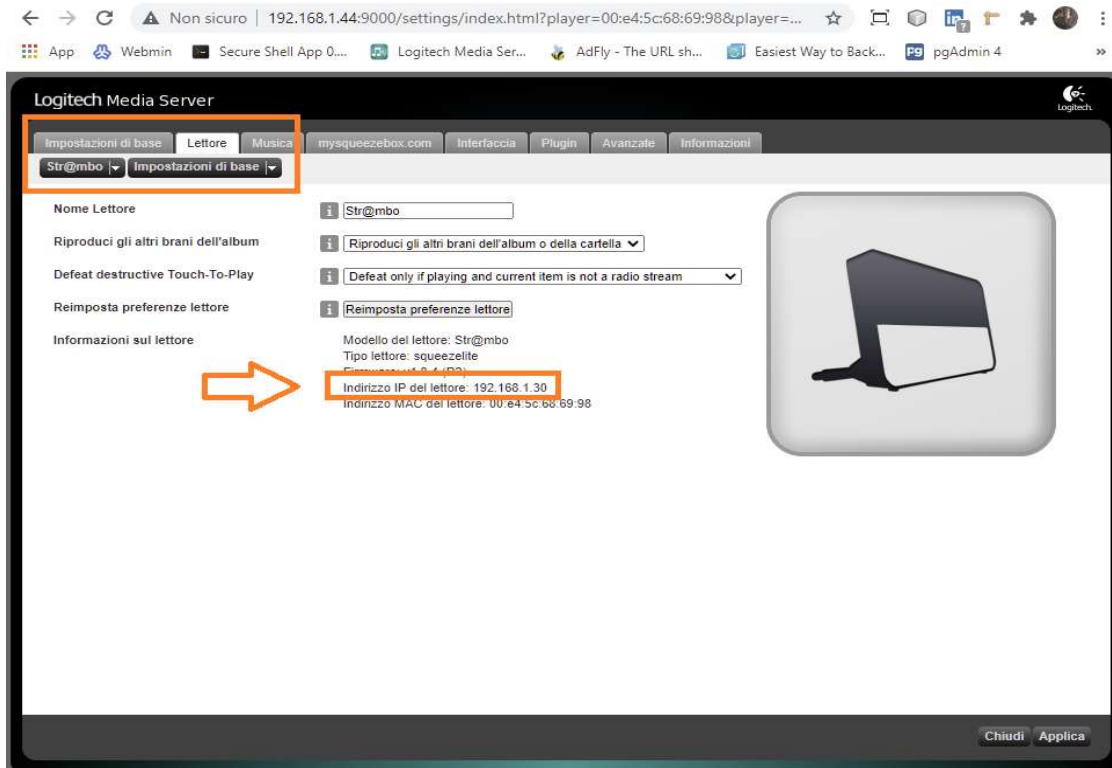 Non sicuro | 192.168.1.44:9000/settings/index.html?player=00:e4:5c:68:69:98&player=...
App Webmin Secure Shell App 0.... Logitech Media Ser... AdFly - The URL sh... Easiest Way to Back... pgAdmin 4 »
Logitech Media Server
Logitech.
Impostazioni di base Lettore Musica mysqueezebox.com Interfaccia Plugin Avanzate Informazioni
Str@mbo Impostazioni di base
Nome Lettore Str@mbo
Riproduci gli altri brani dell'album Riproduci gli altri brani dell'album o della cartella
Defeat destructive Touch-To-Play Defeat only if playing and current item is not a radio stream
Reimposta preferenze lettore Reimposta preferenze lettore
Informazioni sul lettore Modello del lettore: Str@mbo
Tipo lettore: squeezelite
Indirizzo IP del lettore: 192.168.1.30
Indirizzo MAC del lettore: 00:e4:5c:68:69:98
Chiudi Applica